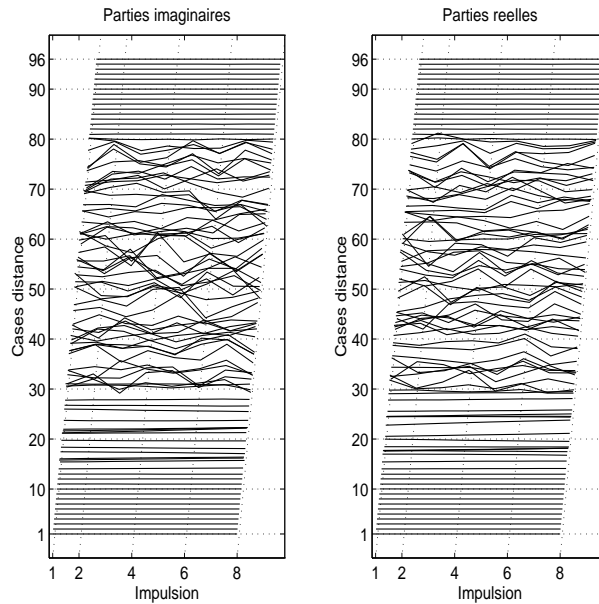 Parties imaginaires
96
90
80
70
60
50
40
30
20
10
1
Cases distance
1 2 4 6 8
Impulsion
Parties reelles
96
90
80
70
60
50
40
30
20
10
1
Cases distance
1 2 4 6 8
Impulsion